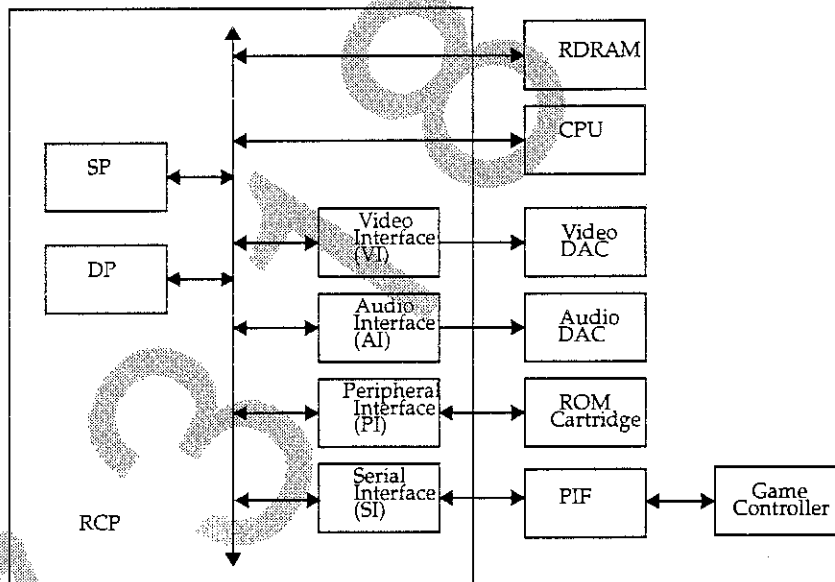 RDRAM
CPU
SP
Video
Interface
(VI)
Video
DAC
DP
Audio
Interface
(AI)
Audio
DAC
Peripheral
Interface
(PI)
ROM
Cartridge
Serial
Interface
(SI)
PIF
Game
Controller
RCP